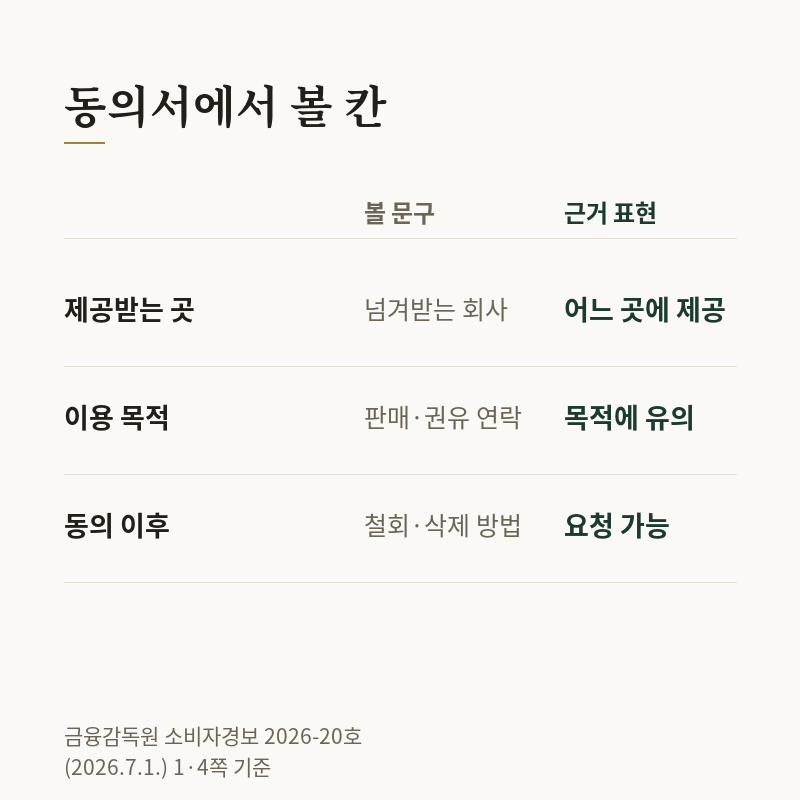 동의서에서 볼 칸
볼 문구 근거 표현
제공받는 곳 넘겨받는 회사 어느 곳에 제공
이용 목적 판매·권유 연락 목적에 유의
동의 이후 철회·삭제 방법 요청 가능
금융감독원 소비자경보 2026-20호
(2026.7.1.) 1·4쪽 기준